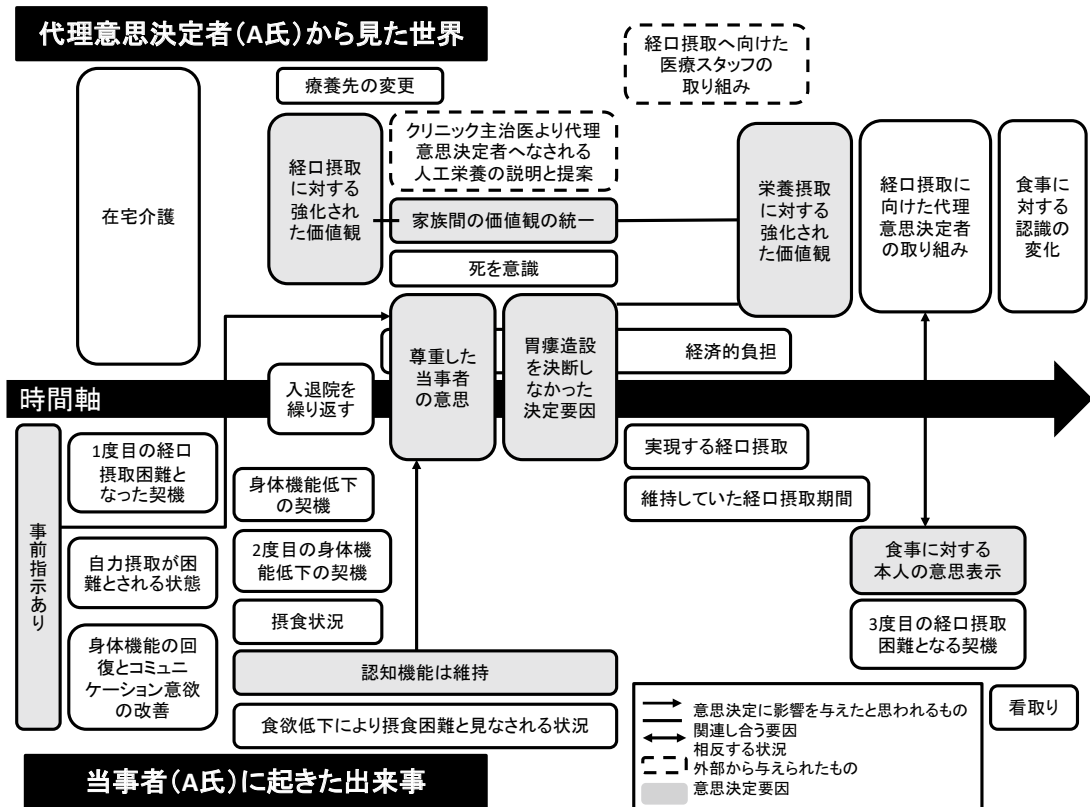 代理意思決定者(A氏)から見た世界
経口摂取へ向けた
医療スタッフの
取り組み
療養先の変更
在宅介護
経口摂取
に対する
強化され
た価値観
クリニック主治医より代理
意思決定者へなされる
人工栄養の説明と提案
家族間の価値観の統一
死を意識
栄養摂取
に対する
強化され
た価値観
経口摂取に
向けた代理
意思決定者
の取り組み
食事に
対する
認識の
変化
尊重した
当事者
の意思
胃瘻造設
を決断し
なかった
決定要因
経済的負担
時間軸
入退院を
繰り返す
事前指示あり
1度目の経口
摂取困難と
なった契機
自力摂取が困
難とされる状態
身体機能の回
復とコミュニ
ケーション意欲
の改善
身体機能低下
の契機
2度目の身体機
能低下の契機
摂食状況
認知機能は維持
食欲低下により摂食困難と見なされる状況
実現する経口摂取
維持していた経口摂取期間
食事に対する
本人の意思表示
3度目の経口摂取
困難となる契機
看取り
意思決定に影響を与えたと思われるもの
関連し合う要因
相反する状況
外部から与えられたもの
意思決定要因
当事者(A氏)に起きた出来事